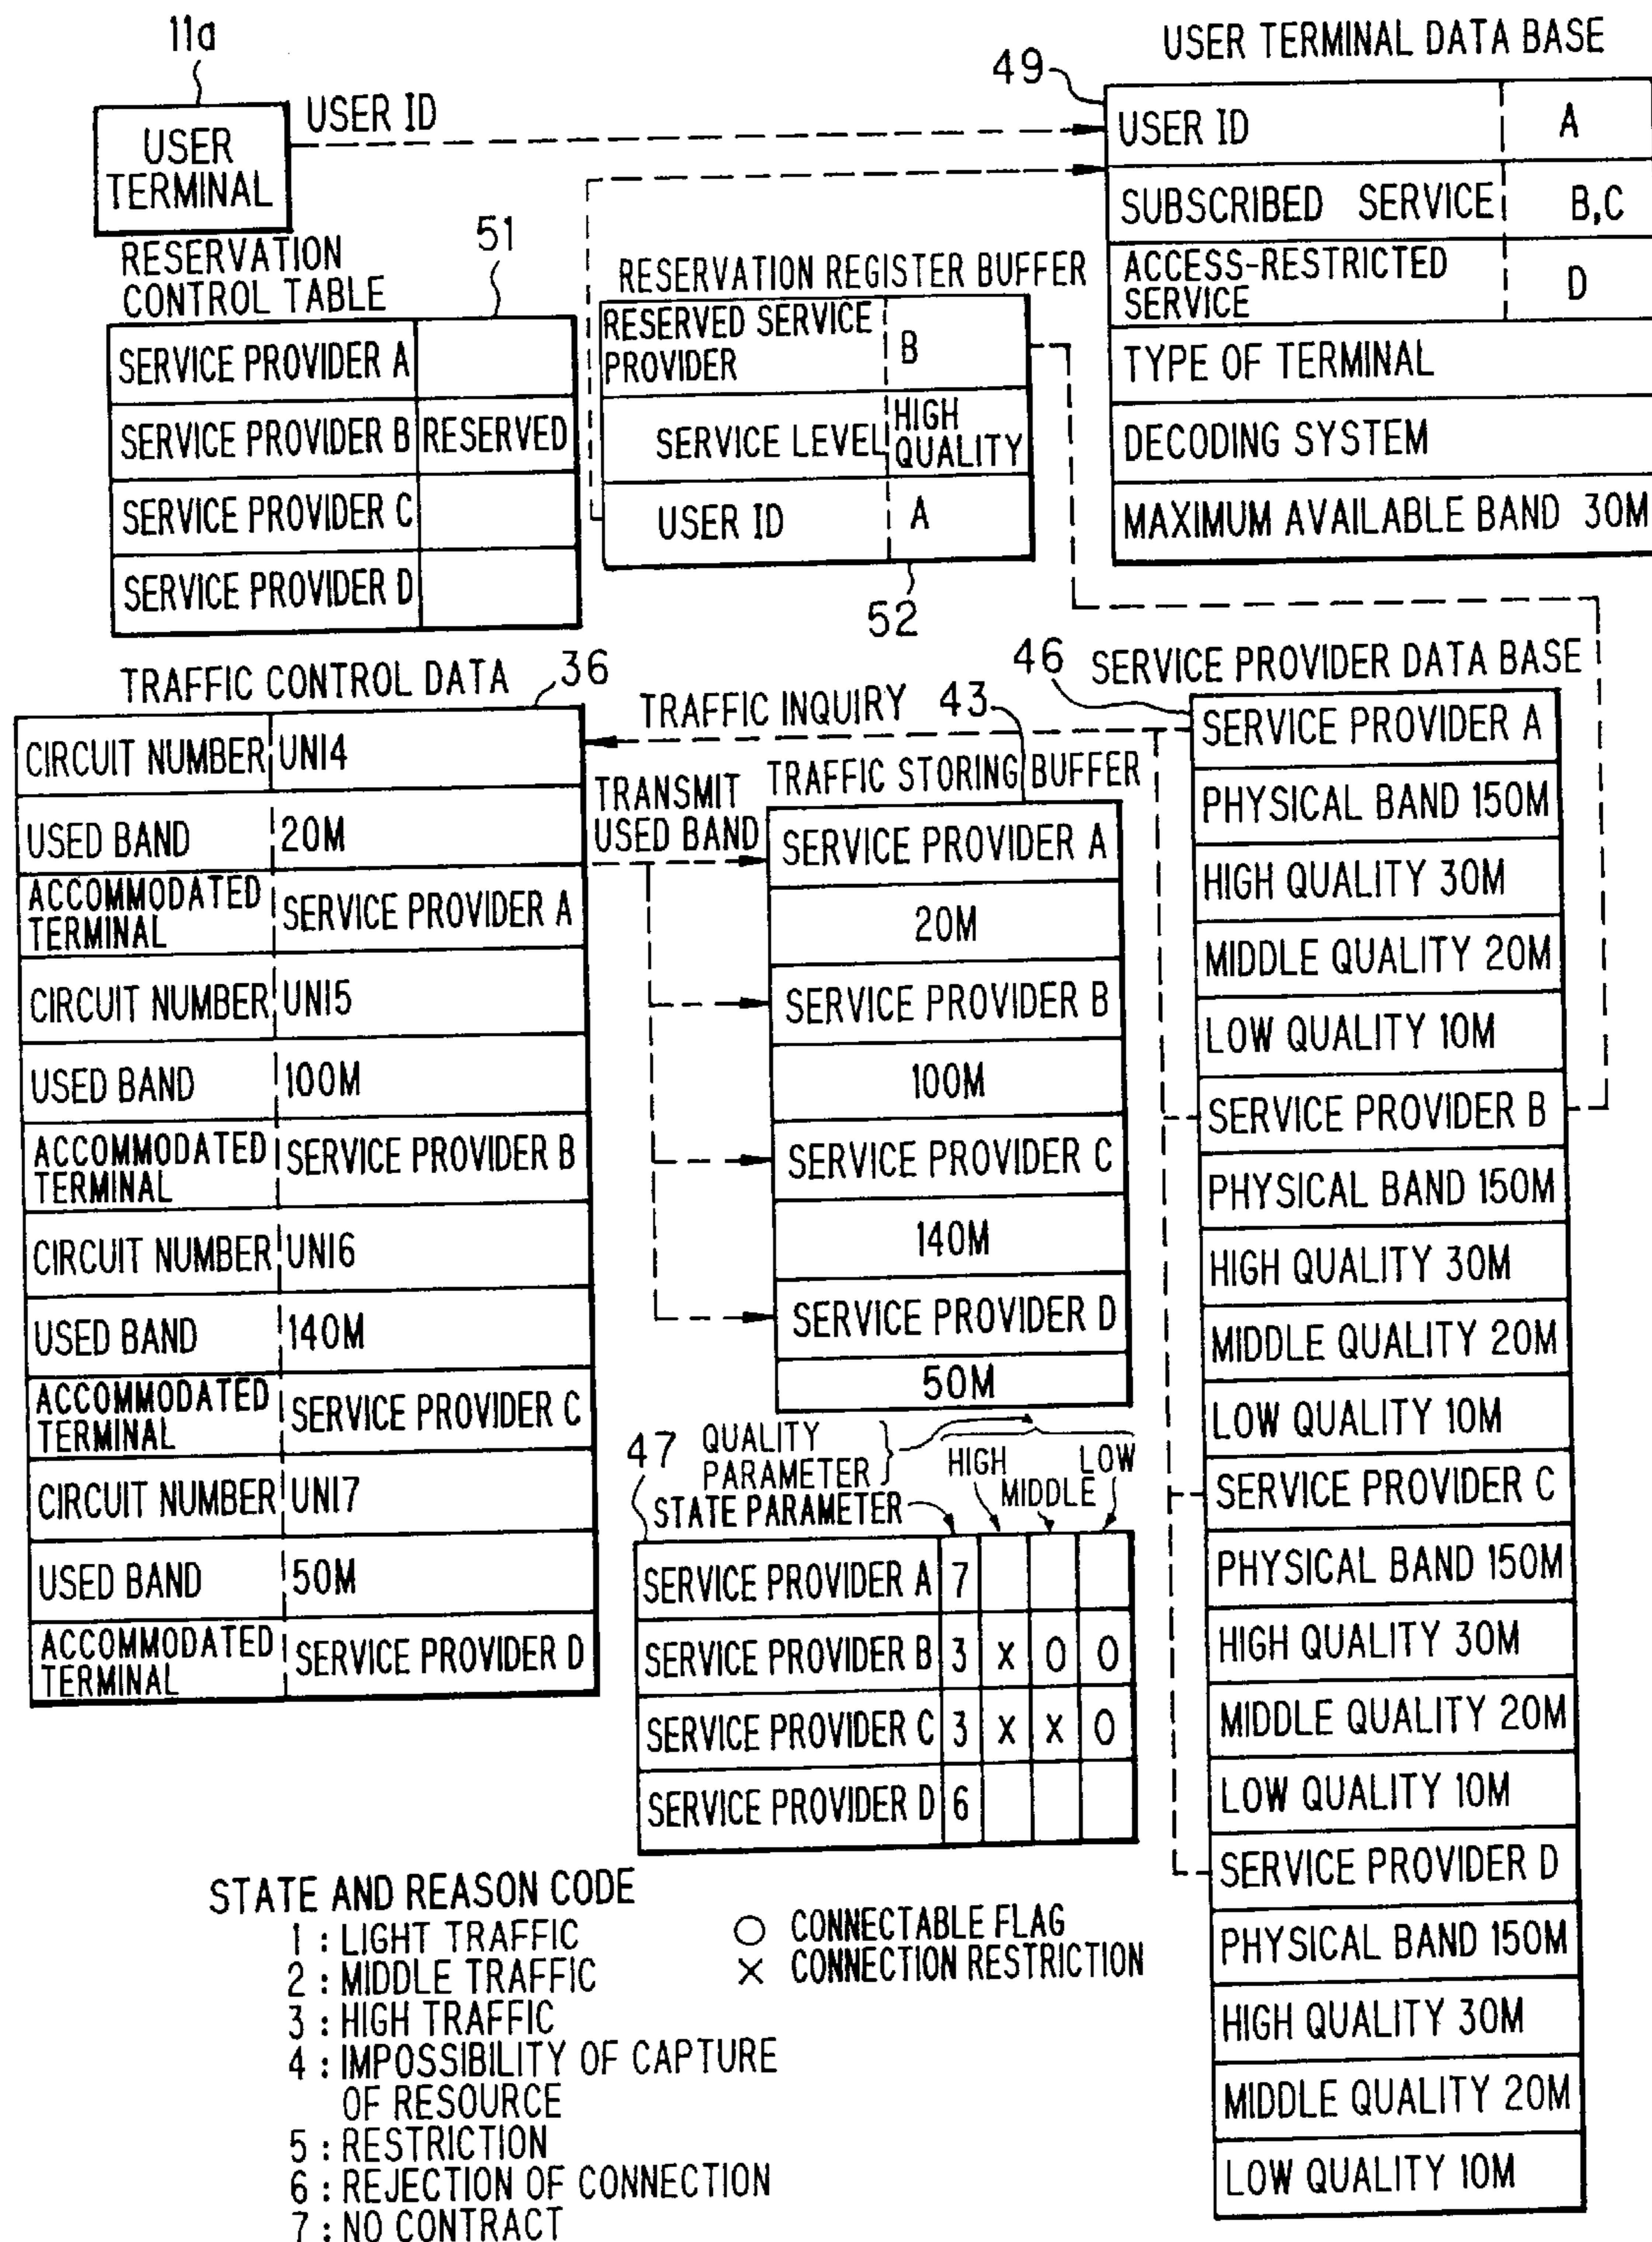 11a
USER TERMINAL DATA BASE
49
USER ID
USER
TERMINAL
USER ID A
SUBSCRIBED SERVICE B,C
ACCESS-RESTRICTED
SERVICE D
TYPE OF TERMINAL
DECODING SYSTEM
MAXIMUM AVAILABLE BAND 30M
RESERVATION
CONTROL TABLE
51
SERVICE PROVIDER A
SERVICE PROVIDER B RESERVED
SERVICE PROVIDER C
SERVICE PROVIDER D
RESERVATION REGISTER BUFFER
RESERVED SERVICE
PROVIDER B
SERVICE LEVEL HIGH
QUALITY
USER ID A
52
TRAFFIC CONTROL DATA
36
CIRCUIT NUMBER UNI4
USED BAND 20M
ACCOMMODATED
TERMINAL SERVICE PROVIDER A
CIRCUIT NUMBER UNI5
USED BAND 100M
ACCOMMODATED
TERMINAL SERVICE PROVIDER B
CIRCUIT NUMBER UNI6
USED BAND 140M
ACCOMMODATED
TERMINAL SERVICE PROVIDER C
CIRCUIT NUMBER UNI7
USED BAND 50M
ACCOMMODATED
TERMINAL SERVICE PROVIDER D
TRAFFIC INQUIRY
43
TRANSMIT
USED BAND
TRAFFIC STORING BUFFER
SERVICE PROVIDER A
20M
SERVICE PROVIDER B
100M
SERVICE PROVIDER C
140M
SERVICE PROVIDER D
50M
46
SERVICE PROVIDER DATA BASE
SERVICE PROVIDER A
PHYSICAL BAND 150M
HIGH QUALITY 30M
MIDDLE QUALITY 20M
LOW QUALITY 10M
SERVICE PROVIDER B
PHYSICAL BAND 150M
HIGH QUALITY 30M
MIDDLE QUALITY 20M
LOW QUALITY 10M
SERVICE PROVIDER C
PHYSICAL BAND 150M
HIGH QUALITY 30M
MIDDLE QUALITY 20M
LOW QUALITY 10M
SERVICE PROVIDER D
PHYSICAL BAND 150M
HIGH QUALITY 30M
MIDDLE QUALITY 20M
LOW QUALITY 10M
47
QUALITY
PARAMETER
HIGH
MIDDLE
LOW
STATE PARAMETER
SERVICE PROVIDER A 7
SERVICE PROVIDER B 3 X O O
SERVICE PROVIDER C 3 X X O
SERVICE PROVIDER D 6
STATE AND REASON CODE
1 : LIGHT TRAFFIC
2 : MIDDLE TRAFFIC
3 : HIGH TRAFFIC
4 : IMPOSSIBILITY OF CAPTURE
OF RESOURCE
5 : RESTRICTION
6 : REJECTION OF CONNECTION
7 : NO CONTRACT
O CONNECTABLE FLAG
X CONNECTION RESTRICTION